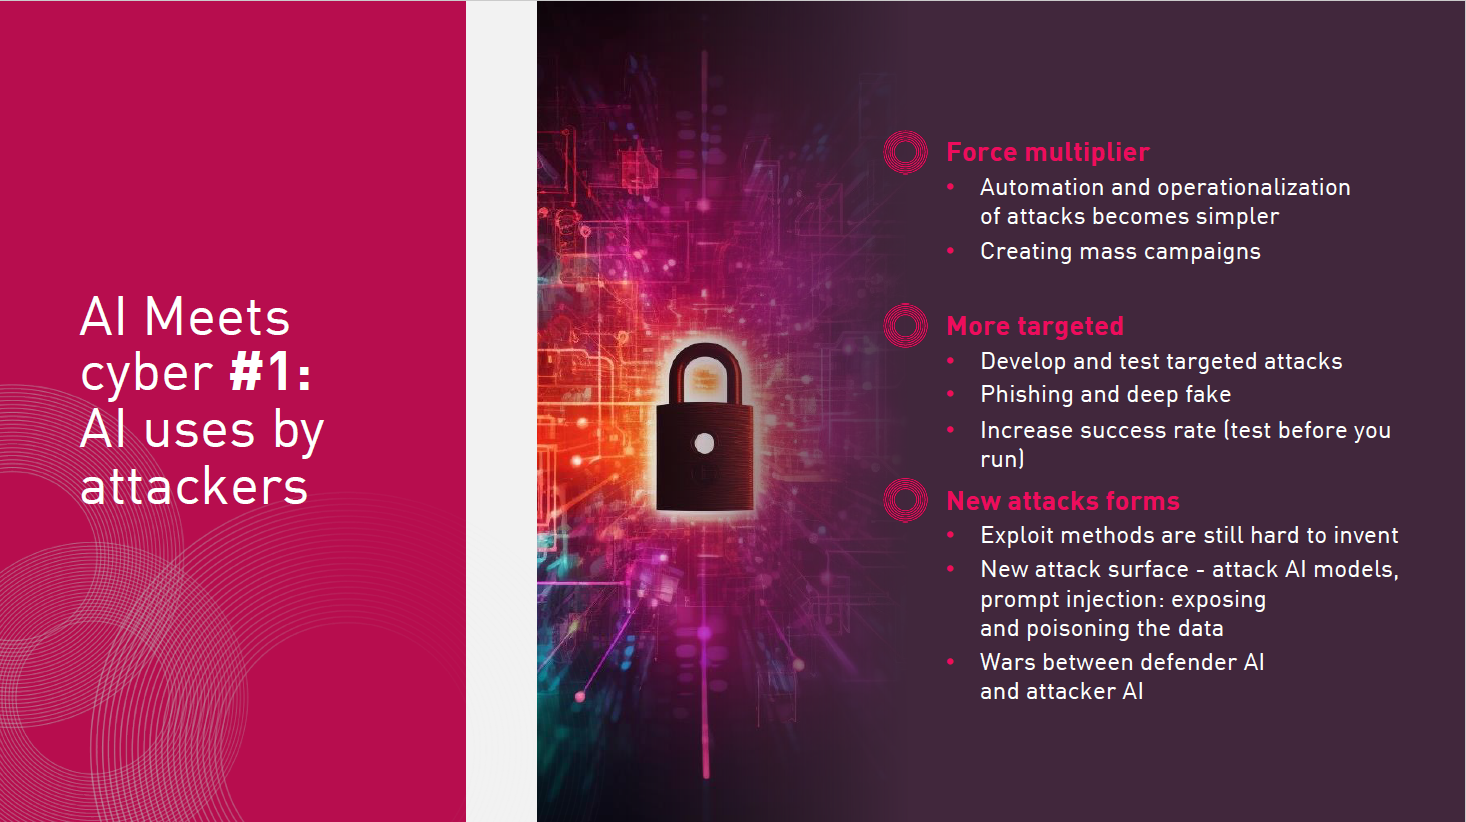 AI Meets
cyber #1:
AI uses by
attackers
Force multiplier
• Automation and operationalization
of attacks becomes simpler
• Creating mass campaigns
More targeted
• Develop and test targeted attacks
• Phishing and deep fake
• Increase success rate (test before you
run)
New attacks forms
• Exploit methods are still hard to invent
• New attack surface - attack AI models,
prompt injection: exposing
and poisoning the data
• Wars between defender AI
and attacker AI